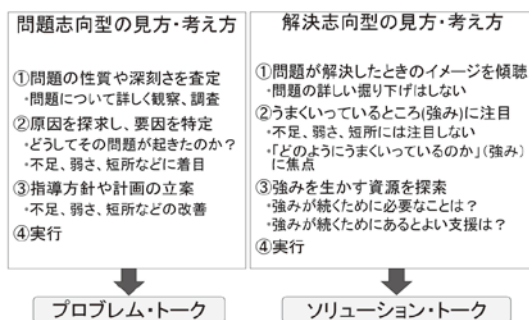 問題志向型の見方・考え方
①問題の性質や深刻さを査定
・問題について詳しく観察、調査
②原因を探求し、要因を特定
・どうしてその問題が起きたのか？
・不足、弱さ、短所などに着目
③指導方針や計画の立案
・不足、弱さ、短所などの改善
④実行
プロブレム・トーク
解決志向型の見方・考え方
①問題が解決したときのイメージを傾聴
・問題の詳しい掘り下げはしない
②うまくいっているところ(強み)に注目
・不足、弱さ、短所には注目しない
・「どのようにうまくいっているのか」(強み)
に焦点
③強みを生かす資源を探索
・強みが続くために必要なことは？
・強みが続くためにあるとよい支援は？
④実行
ソリューション・トーク